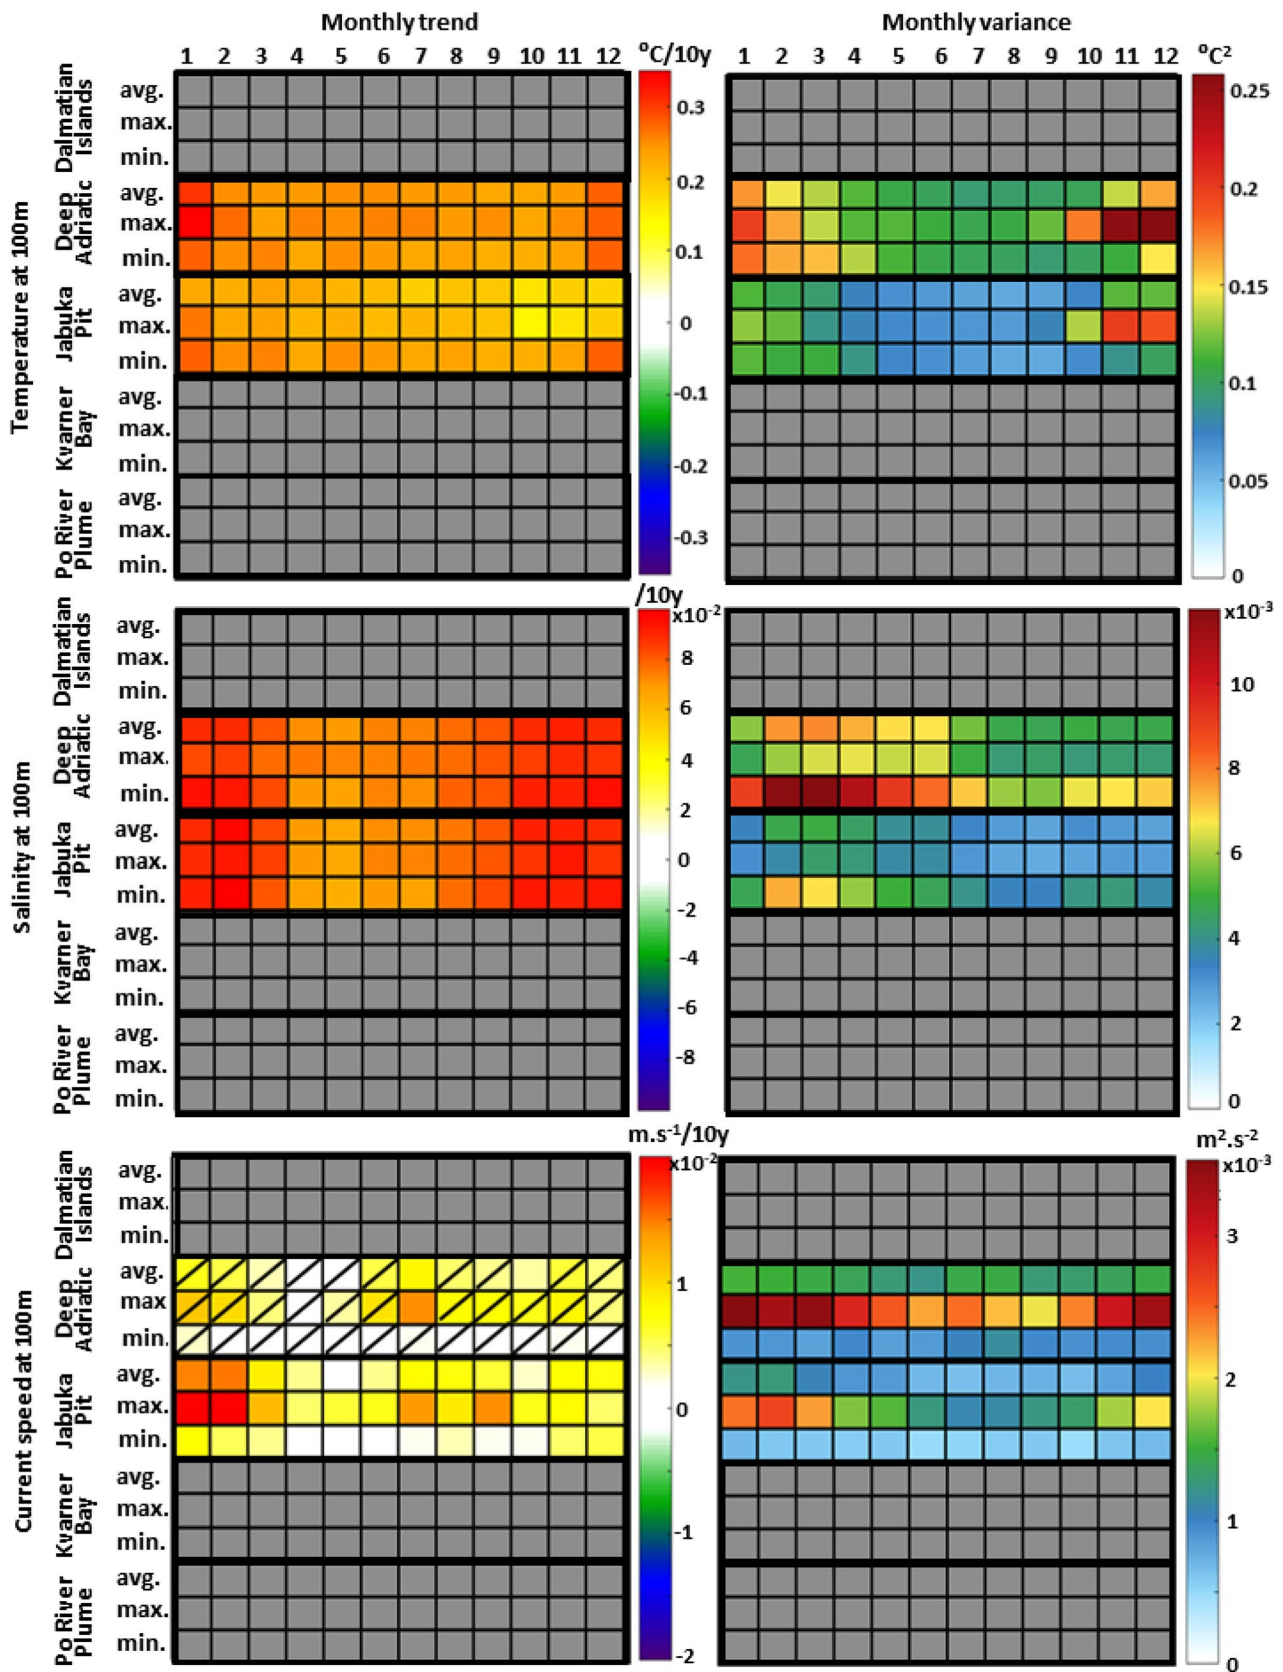 Monthly trend Monthly variance
1 2 3 4 5 6 7 8 9 10 11 12 °C/10y 1 2 3 4 5 6 7 8 9 10 11 12 °C²
Temperature at 100m
Dalmatian Islands avg. max. min.
Deep Adriatic avg. max. min.
Jabuka Pit avg. max. min.
Kvarner Bay avg. max. min.
Po River Plume avg. max. min.
0.3 0.2 0.1 0 -0.1 -0.2 -0.3
0.25 0.2 0.15 0.1 0.05 0
/10y
x10⁻² x10⁻³
Salinity at 100m
Dalmatian Islands avg. max. min.
Deep Adriatic avg. max. min.
Jabuka Pit avg. max. min.
Kvarner Bay avg. max. min.
Po River Plume avg. max. min.
8 6 4 2 0 -2 -4 -6 -8
10 8 6 4 2 0
m.s⁻¹/10y m².s⁻²
x10⁻² x10⁻³
Current speed at 100m
Dalmatian Islands avg. max. min.
Deep Adriatic avg. max min.
Jabuka Pit avg. max. min.
Kvarner Bay avg. max. min.
Po River Plume avg. max. min.
1 0 -1 -2
3 2 1 0